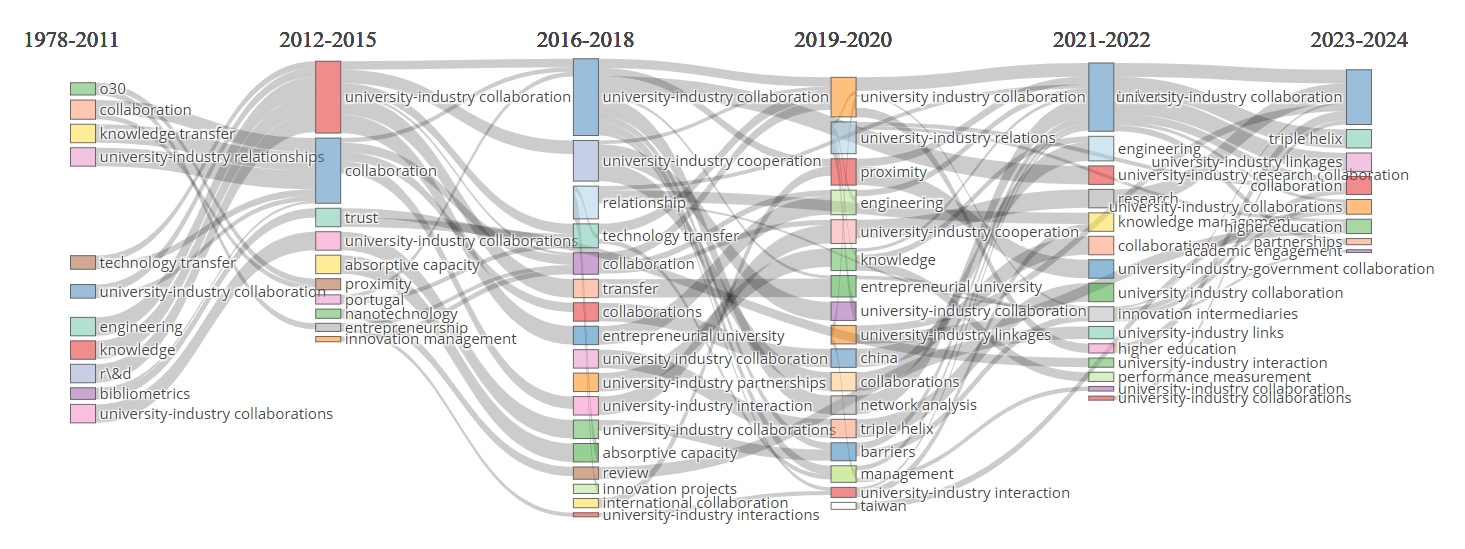 1978-2011
2012-2015
2016-2018
2019-2020
2021-2022
2023-2024
o30
collaboration
knowledge transfer
university-industry relationships
technology transfer
university-industry collaboration
engineering
knowledge
r\&d
bibliometrics
university-industry collaborations
university-industry collaboration
collaboration
trust
university-industry collaborations
absorptive capacity
proximity
portugal
nanotechnology
entrepreneurship
innovation management
university-industry collaboration
university-industry cooperation
relationship
technology transfer
collaboration
transfer
collaborations
entrepreneurial university
university industry collaboration
university-industry partnerships
university-industry interaction
university-industry collaborations
absorptive capacity
review
innovation projects
international collaboration
university-industry interactions
university industry collaboration
university-industry relations
proximity
engineering
university-industry cooperation
knowledge
entrepreneurial university
university-industry collaboration
university-industry linkages
china
collaborations
network analysis
triple helix
barriers
management
university-industry interaction
taiwan
university-industry collaboration
engineering
university-industry research collaboration
research
knowledge management
collaborations
university-industry-government collaboration
university industry collaboration
innovation intermediaries
university-industry links
higher education
university-industry interaction
performance measurement
university-industry collaboration
university-industry collaborations
triple helix
university-industry linkages
collaboration
university-industry collaborations
higher education
partnerships
academic engagement